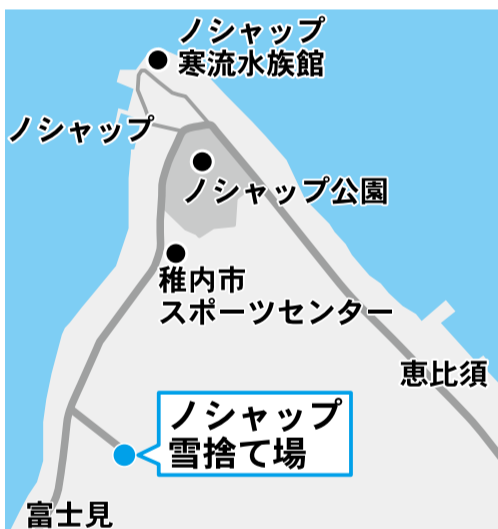 ノシャップ
寒流水族館
ノシャップ
ノシャップ公園
稚内市
スポーツセンター
恵比須
ノシャップ
雪捨て場
富士見